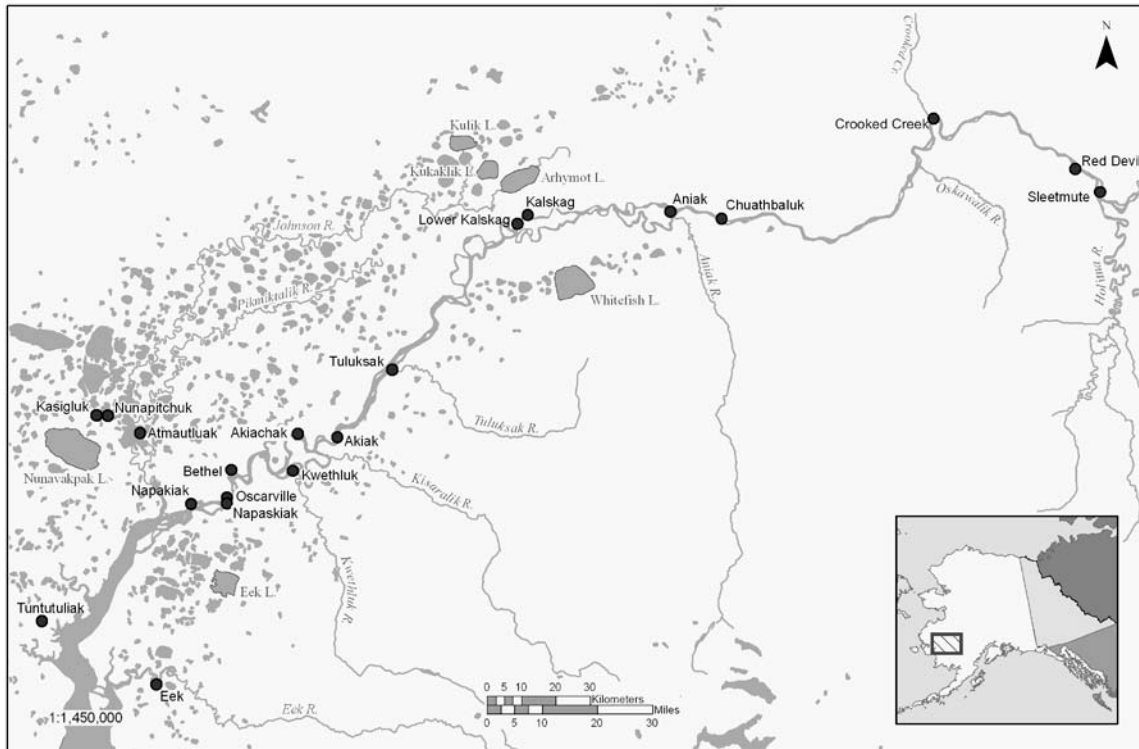 N
Crooked Cr.
Crooked Creek
Kulik L.
Kukaklik L.
Arhymot L.
Red Devil
Sleetmute
Kalskag
Lower Kalskag
Aniak
Chuathbaluk
Oskawalik R.
Johnson R.
Holitna R.
Aniak R.
Pikmiktalik R.
Whitefish L.
Tuluksak
Kasigluk
Nunapitchuk
Atmautluak
Akiachak
Akiak
Tuluksak R.
Nunavakpak L.
Bethel
Kwethluk
Kisaralik R.
Napakiak
Oscarville
Napaskiak
Eek L.
Kwethluk R.
Tuntutuliak
Eek
Eek R.
0 5 10 20 30
Kilometers
0 5 10 20 30
Miles
1:1,450,000